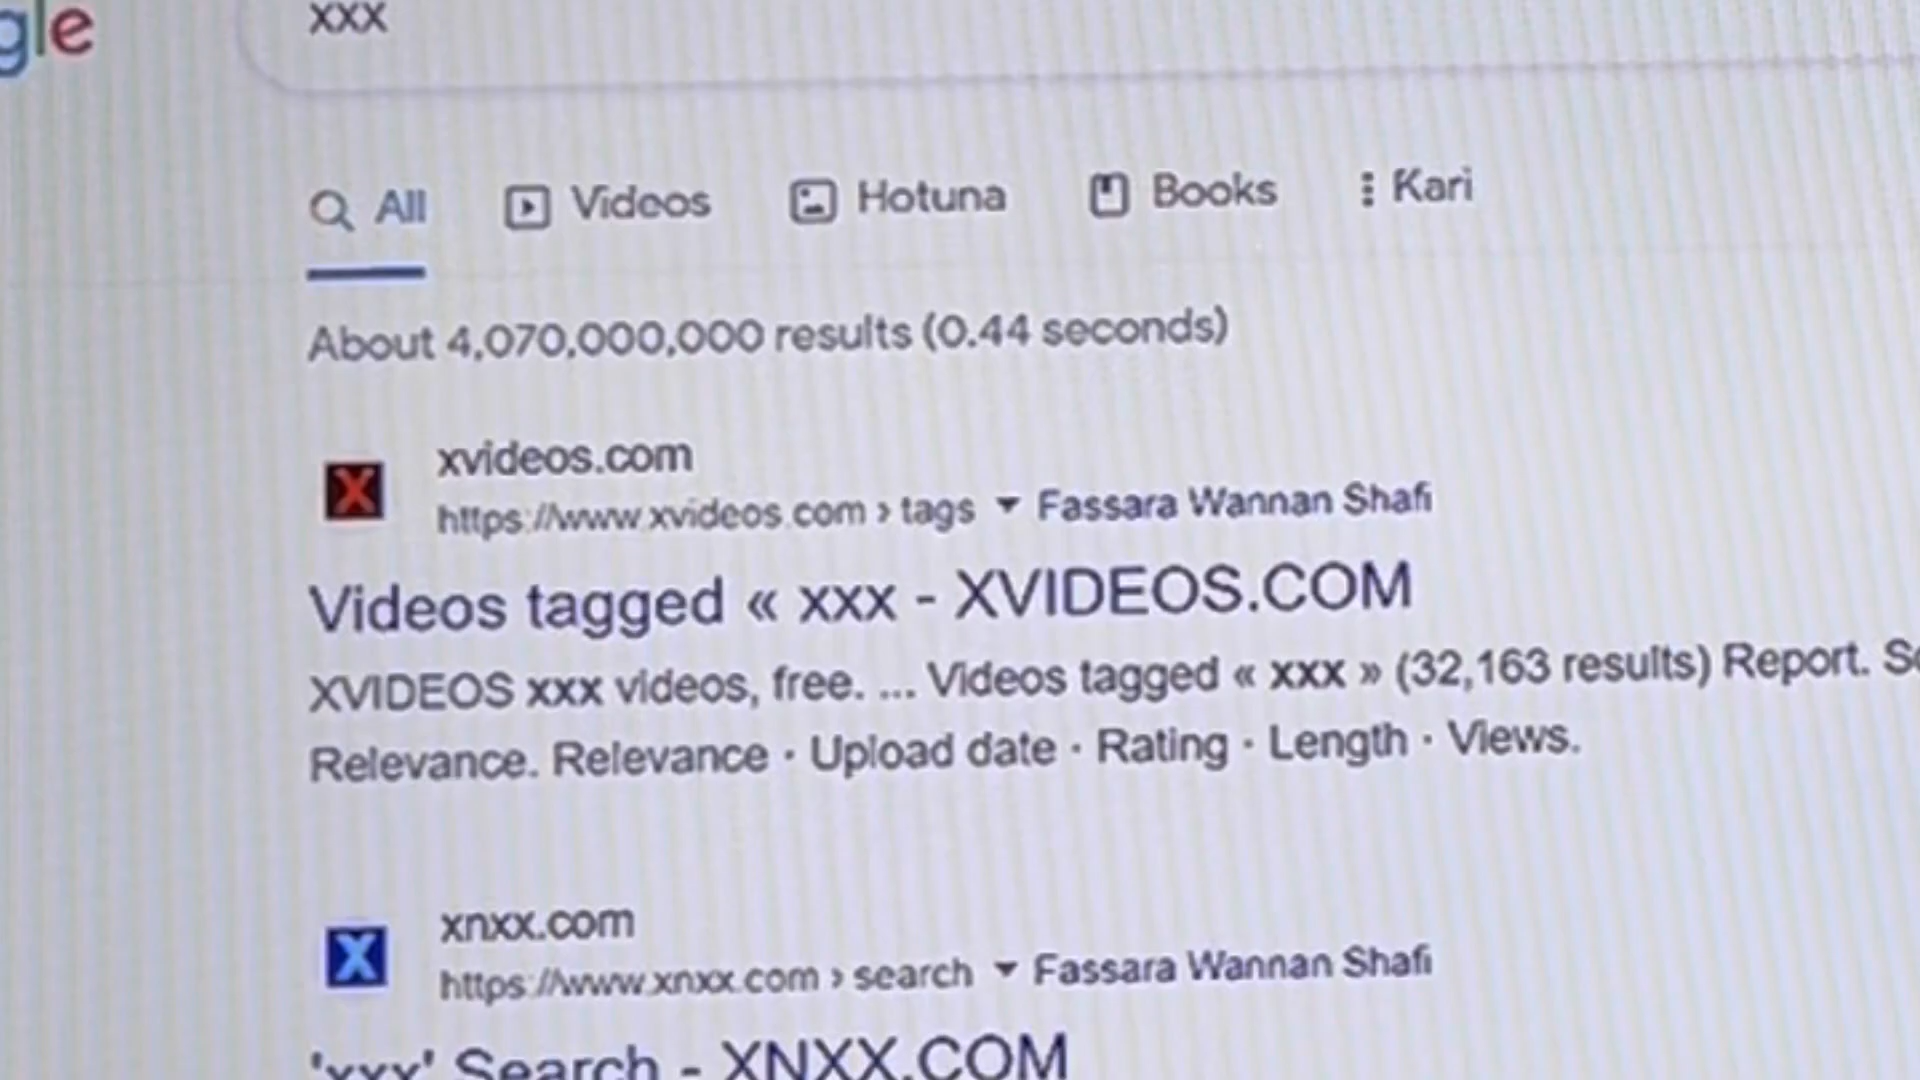 gle
xxx
All Videos Hotuna Books Kari
About 4,070,000,000 results (0.44 seconds)
xvideos.com
https://www.xvideos.com › tags ▼ Fassara Wannan Shafi
Videos tagged « xxx - XVIDEOS.COM
XVIDEOS xxx videos, free. ... Videos tagged « xxx » (32,163 results) Report.
Relevance. Relevance · Upload date · Rating · Length · Views.
xnxx.com
https://www.xnxx.com › search ▼ Fassara Wannan Shafi
'xxx' Search - XNXX.COM